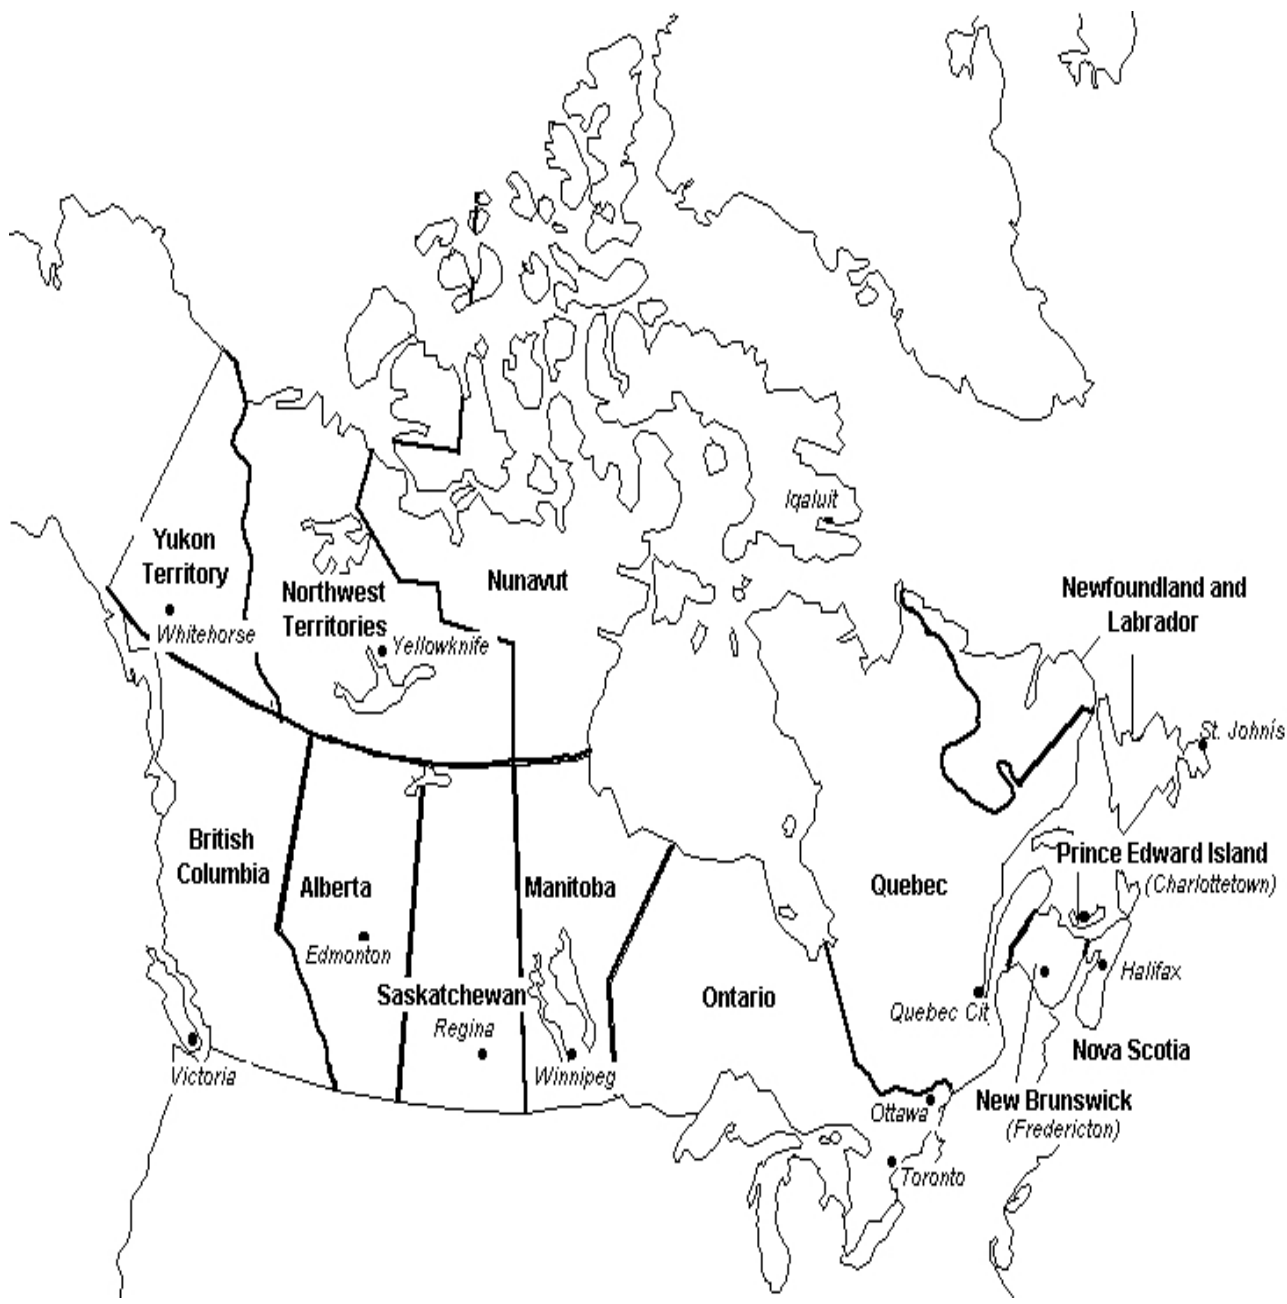 Iqaluit
Yukon
Territory
Whitehorse
Northwest
Territories
Yellowknife
Nunavut
Newfoundland and
Labrador
St. Johnís
British
Columbia
Alberta
Edmonton
Manitoba
Quebec
Prince Edward Island
(Charlottetown)
Saskatchewan
Regina
Ontario
Quebec Cit
Halifax
Victoria
Winnipeg
Nova Scotia
Ottawa
New Brunswick
(Fredericton)
Toronto